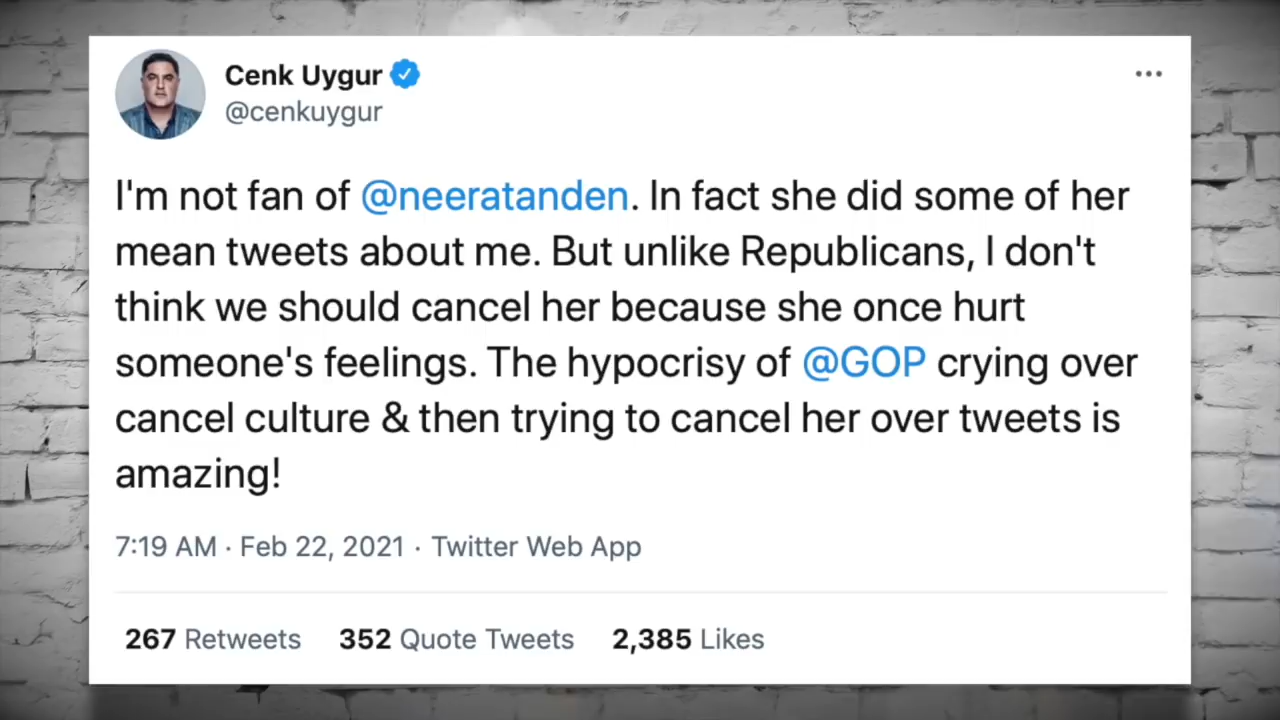 Cenk Uygur
@cenkuygur
I'm not fan of @neeratanden. In fact she did some of her
mean tweets about me. But unlike Republicans, I don't
think we should cancel her because she once hurt
someone's feelings. The hypocrisy of @GOP crying over
cancel culture & then trying to cancel her over tweets is
amazing!
7:19 AM · Feb 22, 2021 · Twitter Web App
267 Retweets 352 Quote Tweets 2,385 Likes